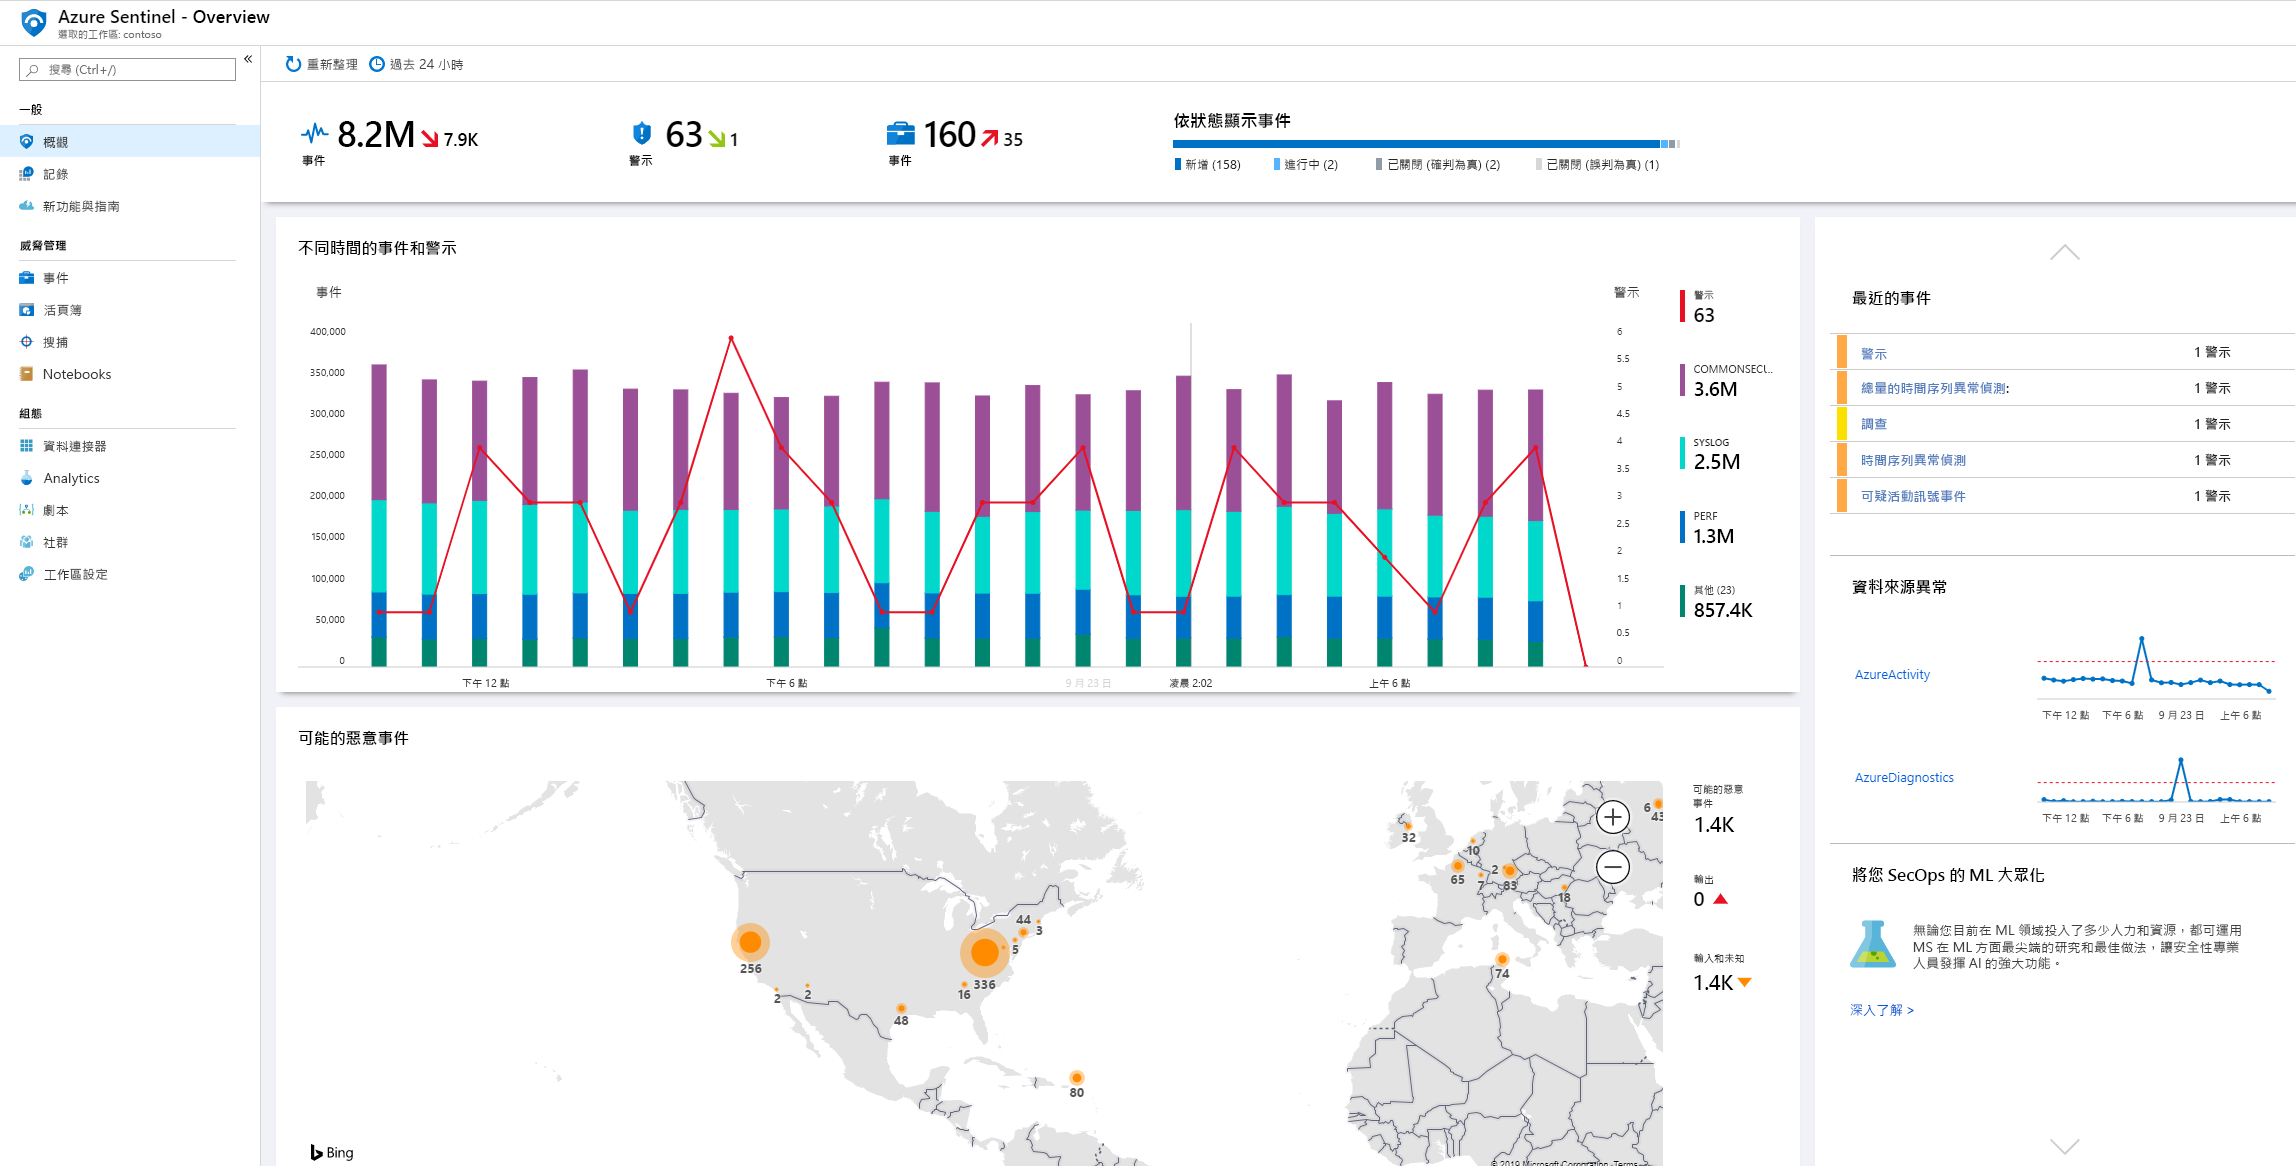 Azure Sentinel - Overview
選取的工作區: contoso
搜尋 (Ctrl+/)
«
一般
概觀
記錄
新功能與指南
威脅管理
事件
活頁簿
搜捕
Notebooks
組態
資料連接器
Analytics
劇本
社群
工作區設定
重新整理
過去 24 小時
8.2M 7.9K
事件
63 1
警示
160 35
事件
依狀態顯示事件
新增 (158)
進行中 (2)
已關閉 (確判為真) (2)
已關閉 (誤判為真) (1)
不同時間的事件和警示
事件
警示
400,000
350,000
300,000
250,000
200,000
150,000
100,000
50,000
0
6
5.5
5
4.5
4
3.5
3
2.5
2
1.5
1
0.5
0
下午 12 點
下午 6 點
9 月 23 日
凌晨 2:02
上午 6 點
警示
63
COMMONSECU..
3.6M
SYSLOG
2.5M
PERF
1.3M
其他 (23)
857.4K
可能的惡意事件
256
2
2
48
336
16
44
5
3
80
32
10
65
7
2
83
18
74
6
43
Bing
© 2019 Microsoft Corporation Terms
可能的惡意
事件
1.4K
輸出
0
輸入和未知
1.4K
最近的事件
警示 1 警示
總量的時間序列異常偵測: 1 警示
調查 1 警示
時間序列異常偵測 1 警示
可疑活動訊號事件 1 警示
資料來源異常
AzureActivity
下午 12 點 下午 6 點 9 月 23 日 上午 6 點
AzureDiagnostics
下午 12 點 下午 6 點 9 月 23 日 上午 6 點
將您 SecOps 的 ML 大眾化
無論您目前在 ML 領域投入了多少人力和資源，都可運用
MS 在 ML 方面最尖端的研究和最佳做法，讓安全性專業
人員發揮 AI 的強大功能。
深入了解 >